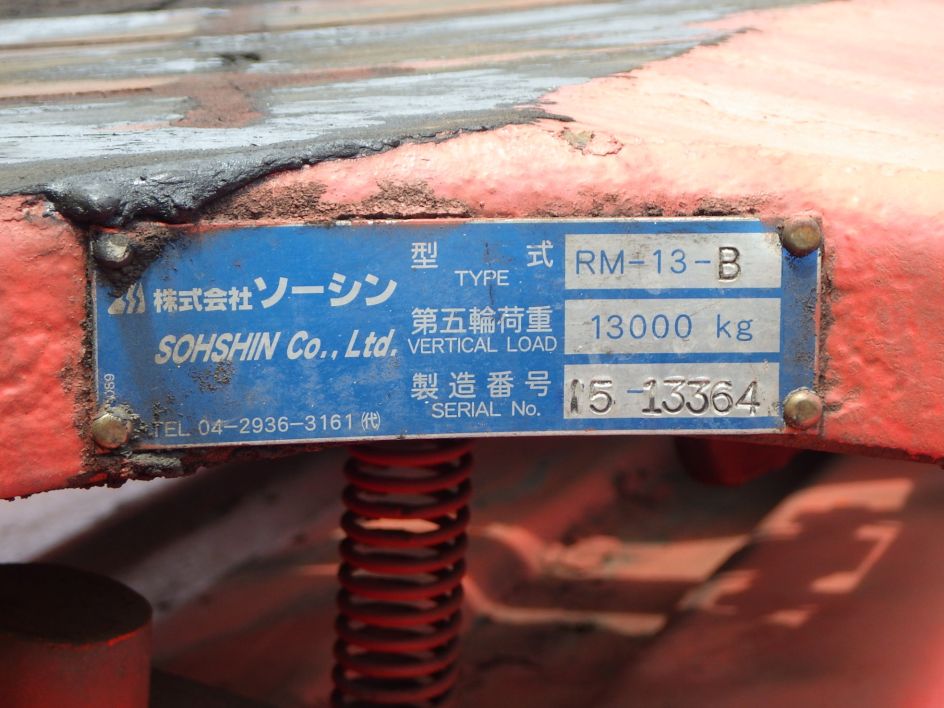 株式会社ソーシン
SOHSHIN Co., Ltd.
TEL 04-2936-3161 ㈹
型 式 RM-13-B
TYPE
第五輪荷重 13000 kg
VERTICAL LOAD
製造番号 15-13364
SERIAL No.